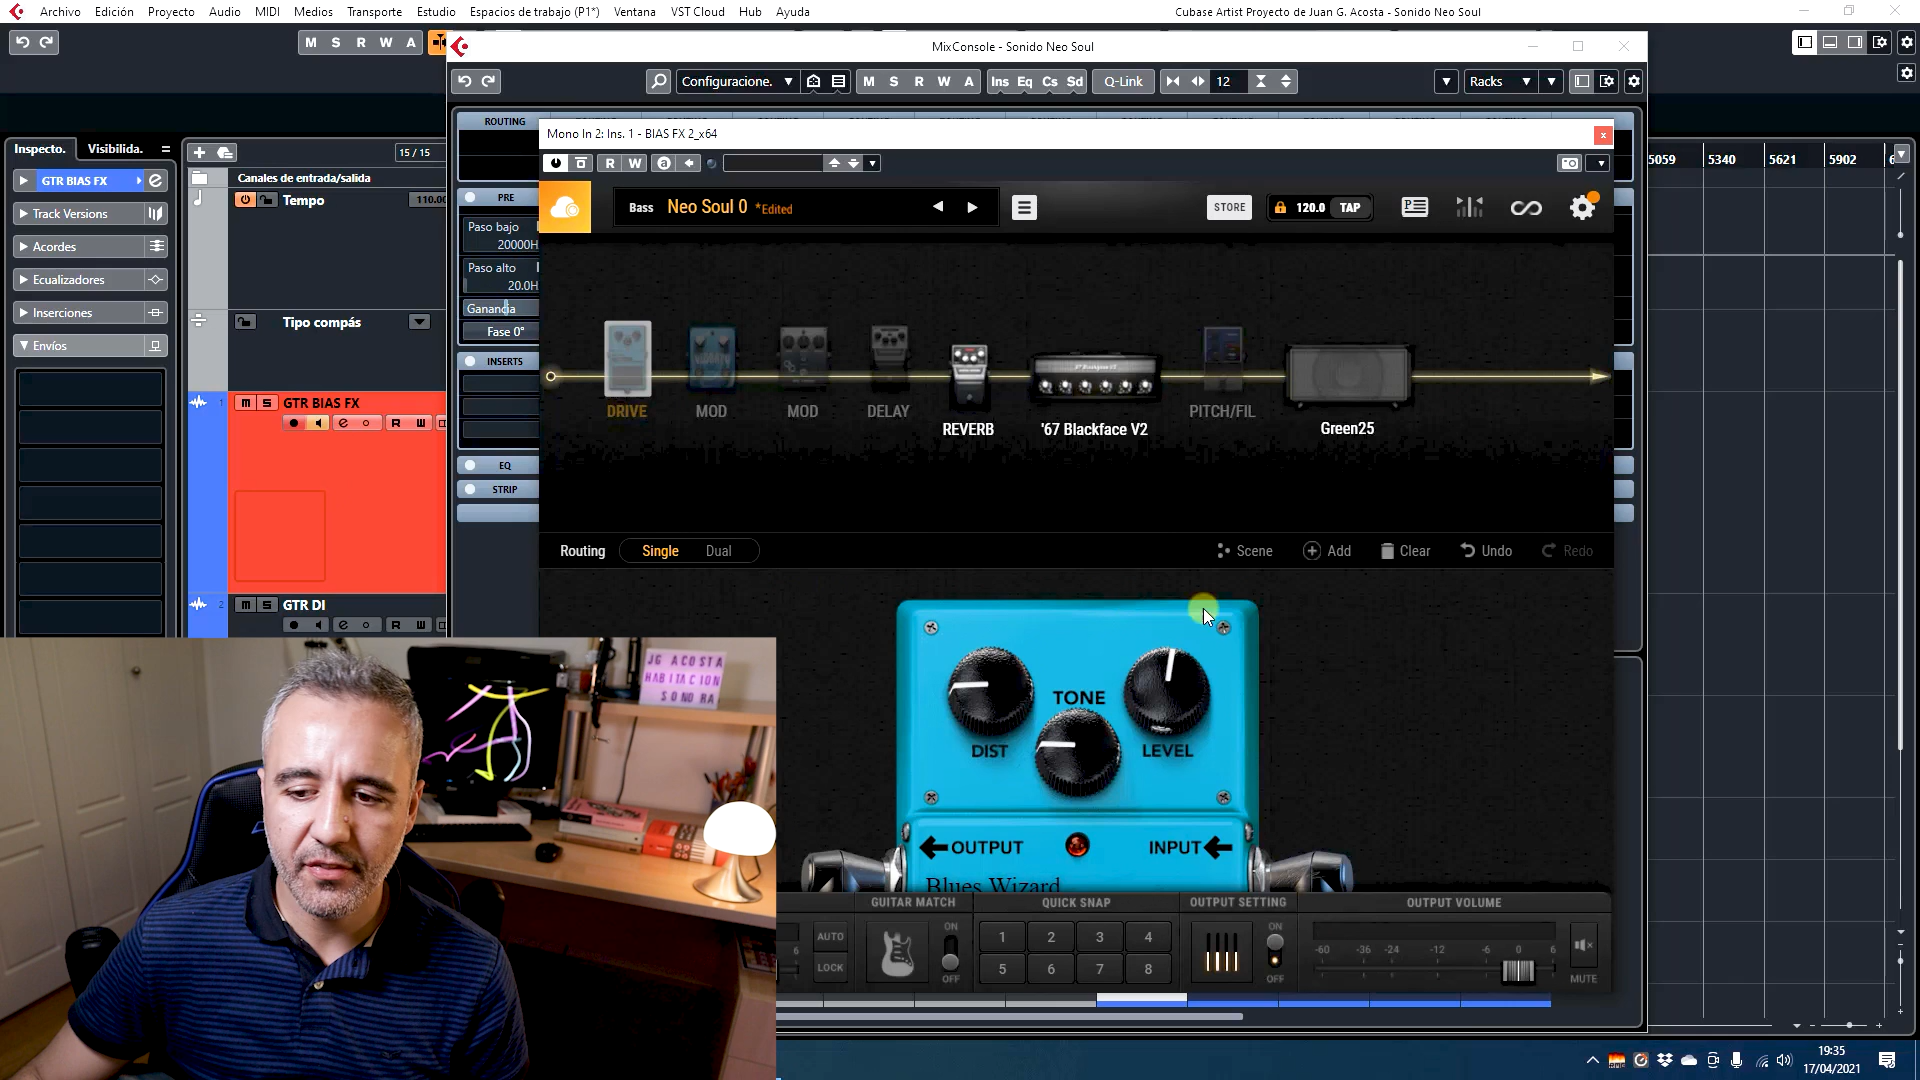 Archivo Edición Proyecto Audio MIDI Medios Transporte Estudio Espacios de trabajo (P1*) Ventana VST Cloud Hub Ayuda Cubase Artist Proyecto de Juan G. Acosta - Sonido Neo Soul
M S R W A
MixConsole - Sonido Neo Soul
Configuracione. M S R W A Ins Eq Cs Sd Q-Link 12 Racks
ROUTING
Mono In 2: Ins. 1 - BIAS FX 2_x64
R W
Inspecto. Visibilida. 15 / 15
5059 5340 5621 5902
GTR BIAS FX
Canales de entrada/salida
Tempo 110.00
Track Versions
Acordes
Ecualizadores
Inserciones
Envíos
Tipo compás
1 m S GTR BIAS FX
2 m S GTR DI
PRE
Paso bajo
20000H
Paso alto
20.0H
Ganancia
Fase 0°
INSERTS
EQ
STRIP
Bass Neo Soul 0 *Edited STORE 120.0 TAP
DRIVE MOD MOD DELAY REVERB '67 Blackface V2 PITCH/FIL Green25
Routing Single Dual Scene Add Clear Undo Redo
DIST TONE LEVEL
OUTPUT INPUT
Blues Wizard
JG ACOSTA
HABITACION
SONORA
GUITAR MATCH QUICK SNAP OUTPUT SETTING OUTPUT VOLUME
6 AUTO LOCK ON OFF
1 2 3 4
5 6 7 8
ON OFF
-60 -36 -24 -12 -6 0 6
MUTE
19:35
17/04/2021